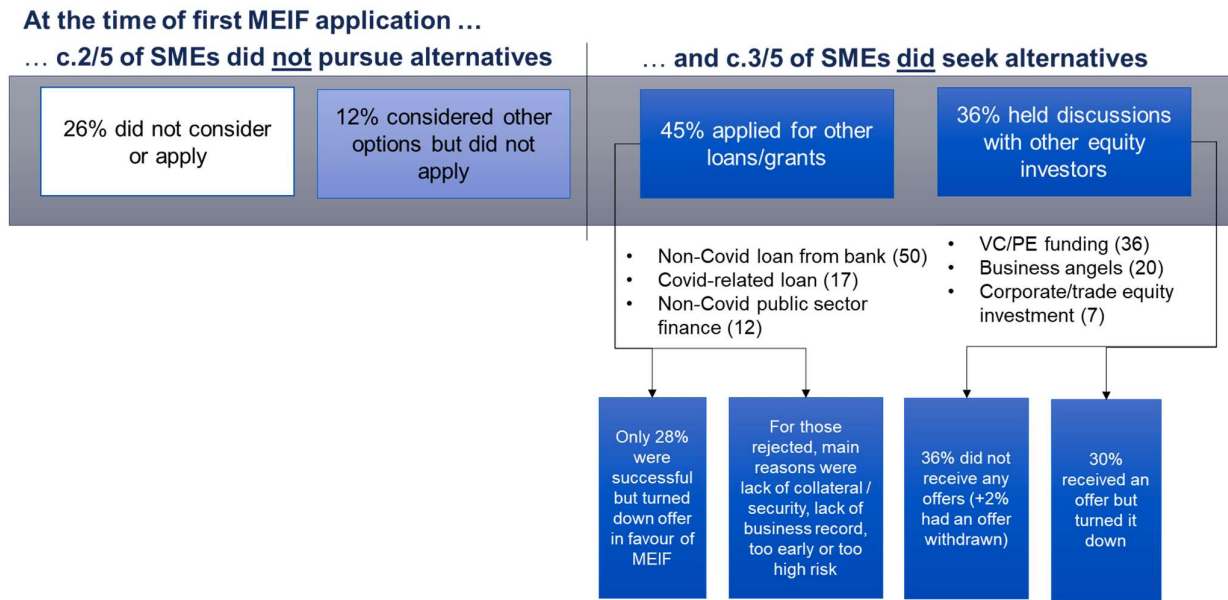 At the time of first MEIF application …
… c.2/5 of SMEs did not pursue alternatives
… and c.3/5 of SMEs did seek alternatives
26% did not consider
or apply
12% considered other
options but did not
apply
45% applied for other
loans/grants
36% held discussions
with other equity
investors
• Non-Covid loan from bank (50)
• Covid-related loan (17)
• Non-Covid public sector
finance (12)
• VC/PE funding (36)
• Business angels (20)
• Corporate/trade equity
investment (7)
Only 28%
were
successful
but turned
down offer
in favour of
MEIF
For those
rejected, main
reasons were
lack of collateral /
security, lack of
business record,
too early or too
high risk
36% did not
receive any
offers (+2%
had an offer
withdrawn)
30%
received an
offer but
turned it
down